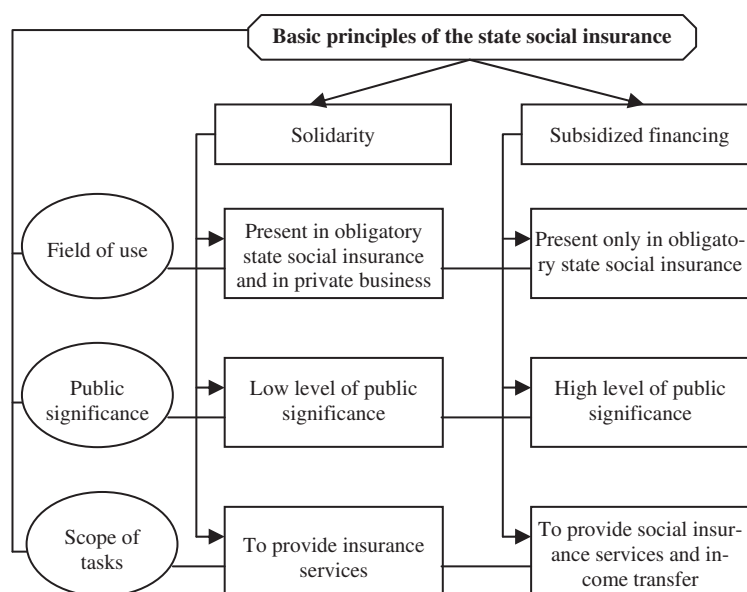 Basic principles of the state social insurance
Solidarity
Subsidized financing
Field of use
Present in obligatory
state social insurance
and in private business
Present only in obligato-
ry state social insurance
Public
significance
Low level of public
significance
High level of public
significance
Scope of
tasks
To provide insurance
services
To provide social insur-
ance services and in-
come transfer